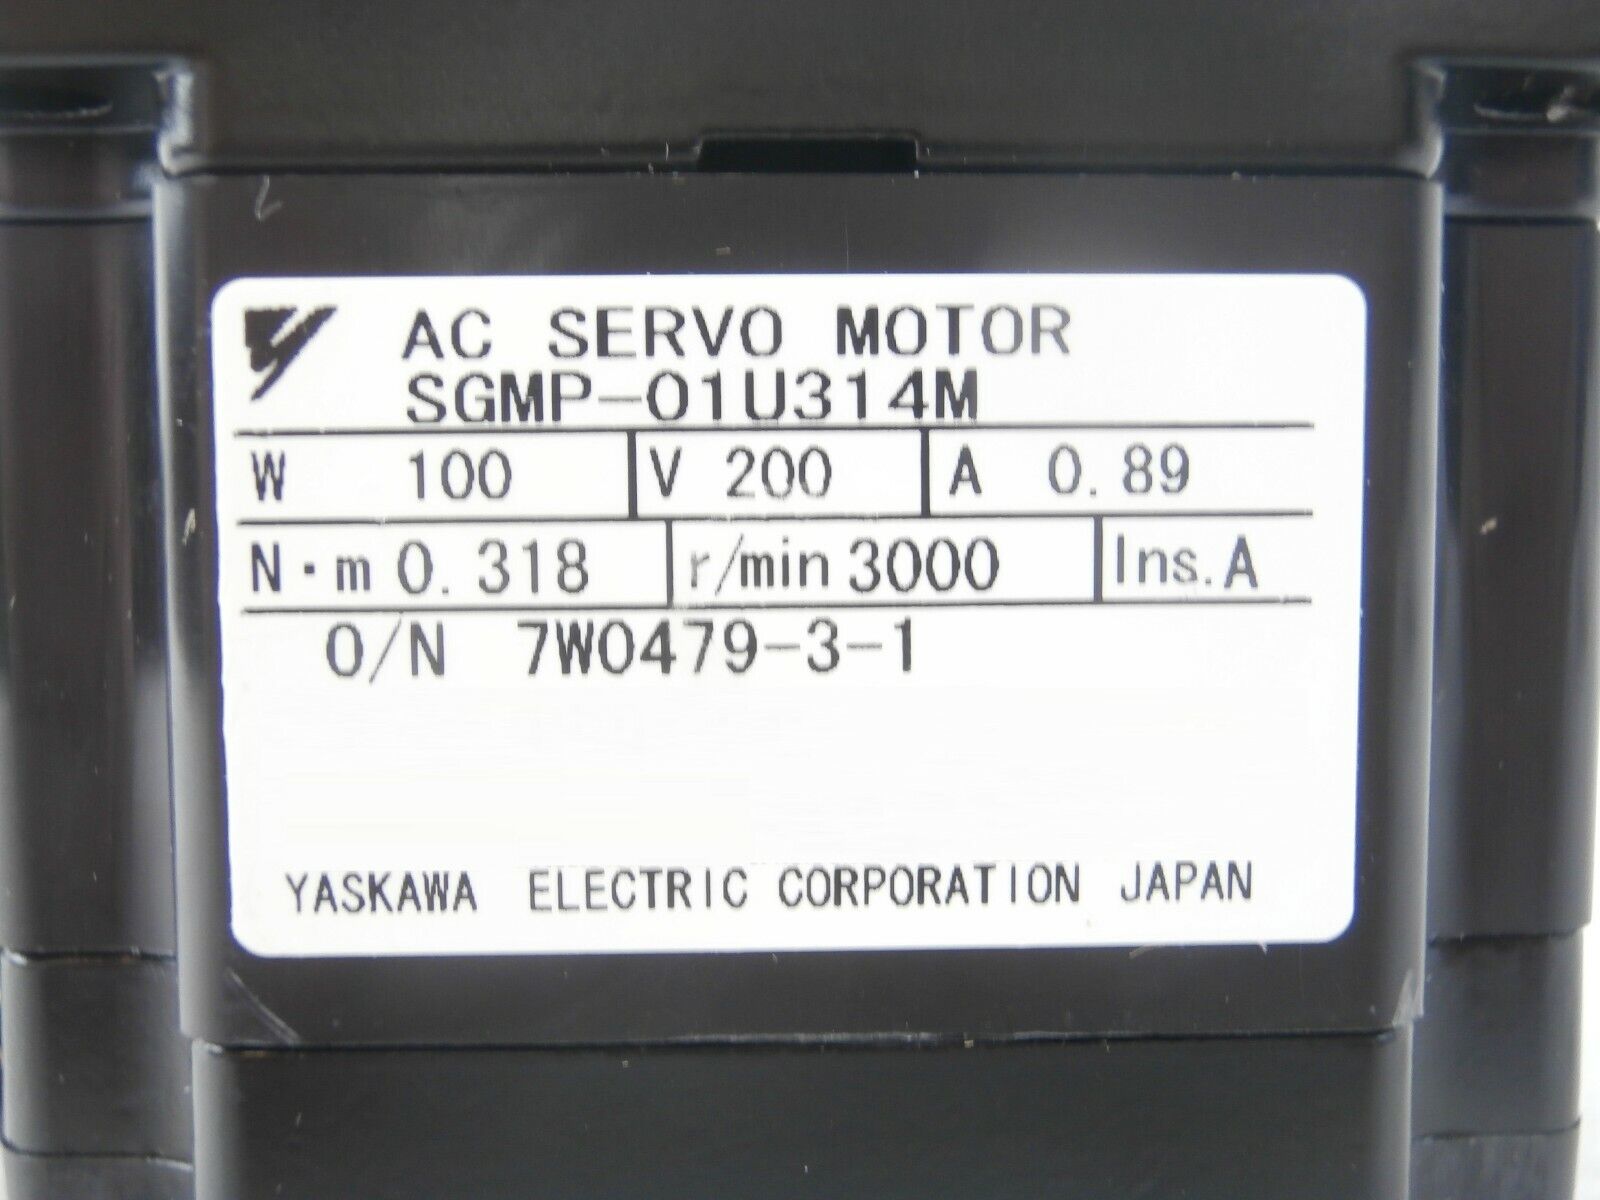 AC SERVO MOTOR
SGMP-01U314M
W 100 V 200 A 0.89
N·m 0.318 r/min 3000 Ins. A
O/N 7W0479-3-1
YASKAWA ELECTRIC CORPORATION JAPAN